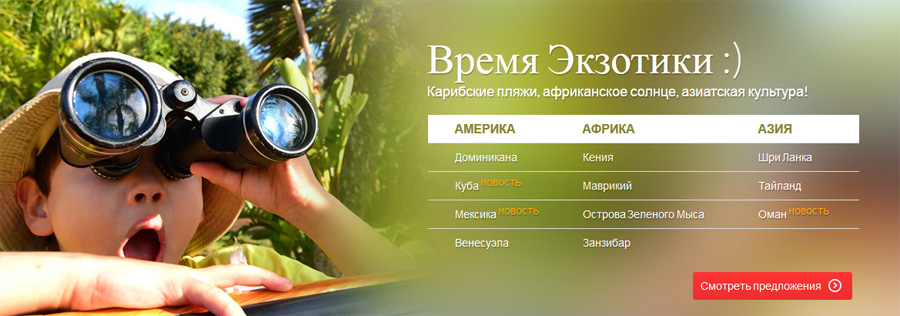 Время Экзотики :)
Карибские пляжи, африканское солнце, азиатская культура!
АМЕРИКА АФРИКА АЗИЯ
Доминикана Кения Шри Ланка
Куба НОВОСТЬ Маврикий Тайланд
Мексика НОВОСТЬ Острова Зеленого Мыса Оман НОВОСТЬ
Венесуэла Занзибар
Смотреть предложения